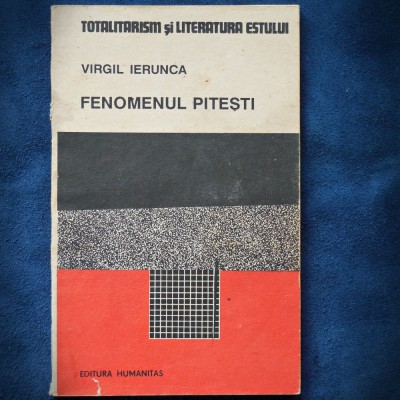 TOTALITARISM și LITERATURA ESTULUI
VIRGIL IERUNCA
FENOMENUL PITEȘTI
EDITURA HUMANITAS